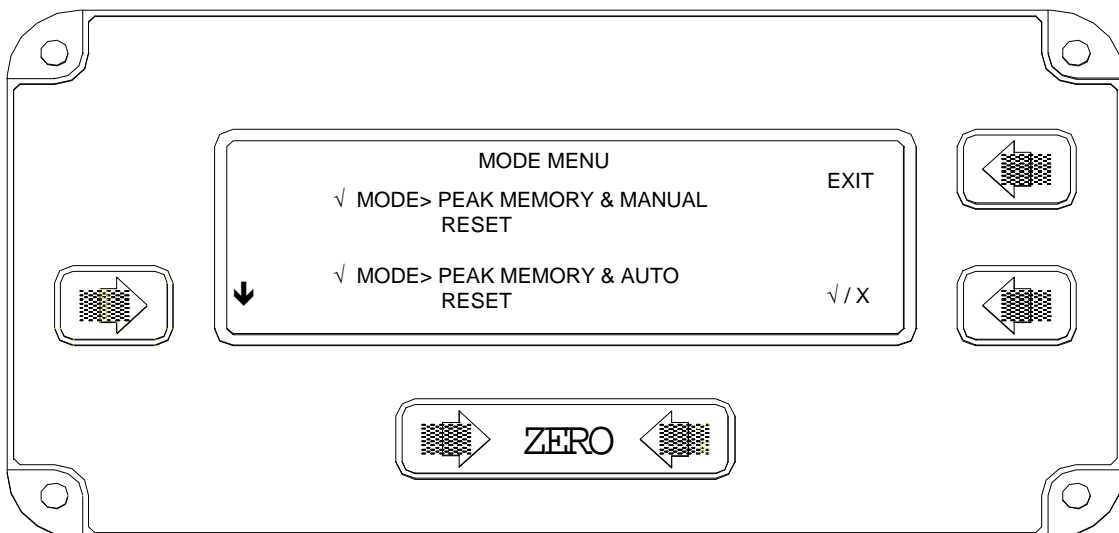 MODE MENU
EXIT
√ MODE> PEAK MEMORY & MANUAL
RESET
√ MODE> PEAK MEMORY & AUTO
RESET
√ / X
ZERO